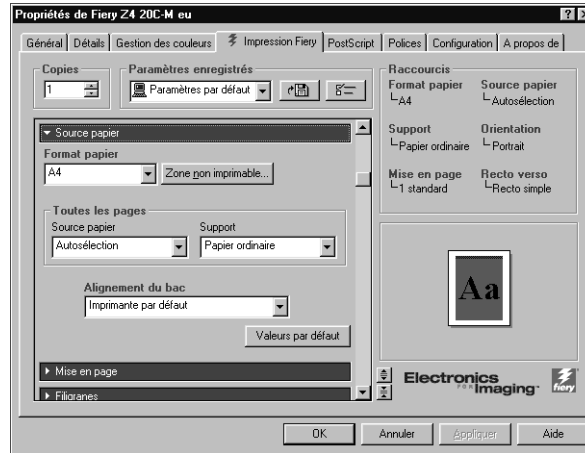 Propriétés de Fiery Z4 20C-M eu
Général Détails Gestion des couleurs Impression Fiery PostScript Polices Configuration A propos de
Copies
1
Paramètres enregistrés
Paramètres par défaut
Source papier
Format papier
A4
Zone non imprimable...
Toutes les pages
Source papier Support
Autosélection Papier ordinaire
Alignement du bac
Imprimante par défaut
Valeurs par défaut
Mise en page
Filigranes
Raccourcis
Format papier Source papier
A4 Autosélection
Support Orientation
Papier ordinaire Portrait
Mise en page Recto verso
1 standard Recto simple
Aa
Electronics
FOR Imaging
fiery
OK Annuler Appliquer Aide